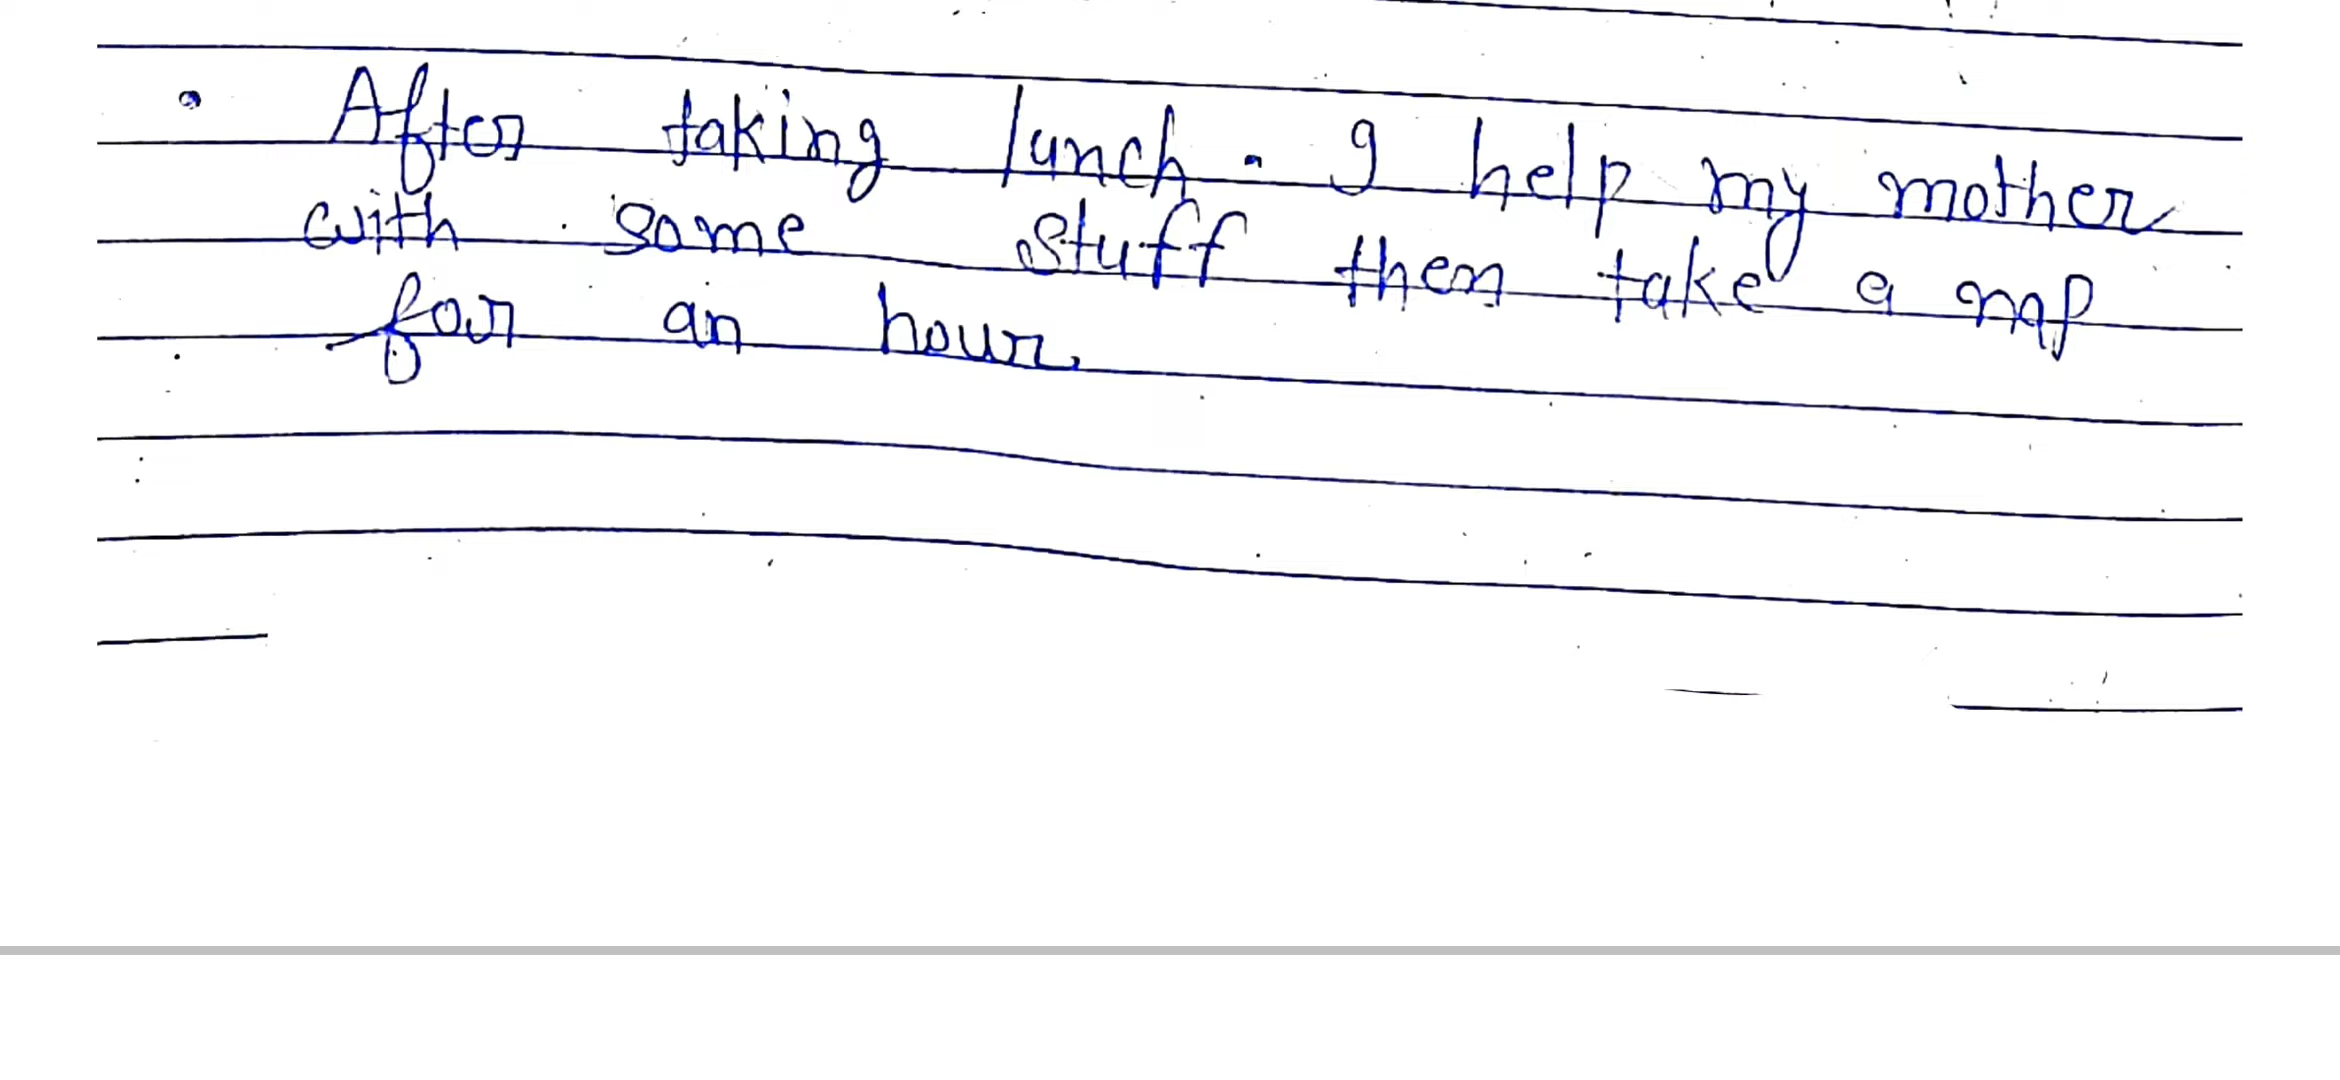 • After taking lunch. I help my mother
with some stuff then take a nap
for an hour.